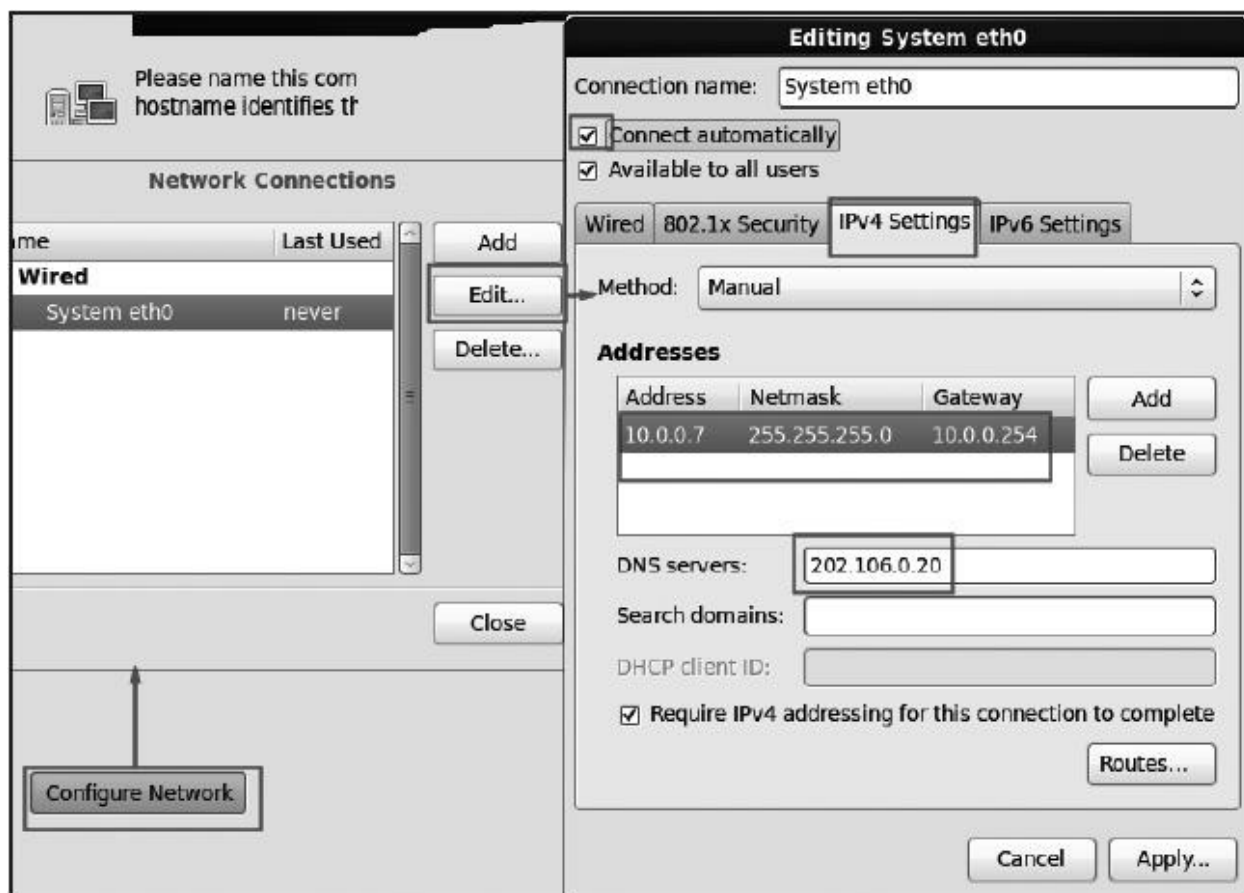 Please name this com
hostname identifies th
Network Connections
me
Last Used
Wired
System eth0
never
Add
Edit...
Delete...
Close
Configure Network
Editing System eth0
Connection name:
System eth0
Connect automatically
Available to all users
Wired
802.1x Security
IPv4 Settings
IPv6 Settings
Method:
Manual
Addresses
Address
Netmask
Gateway
10.0.0.7
255.255.255.0
10.0.0.254
Add
Delete
DNS servers:
202.106.0.20
Search domains:
DHCP client ID:
Require IPv4 addressing for this connection to complete
Routes...
Cancel
Apply...